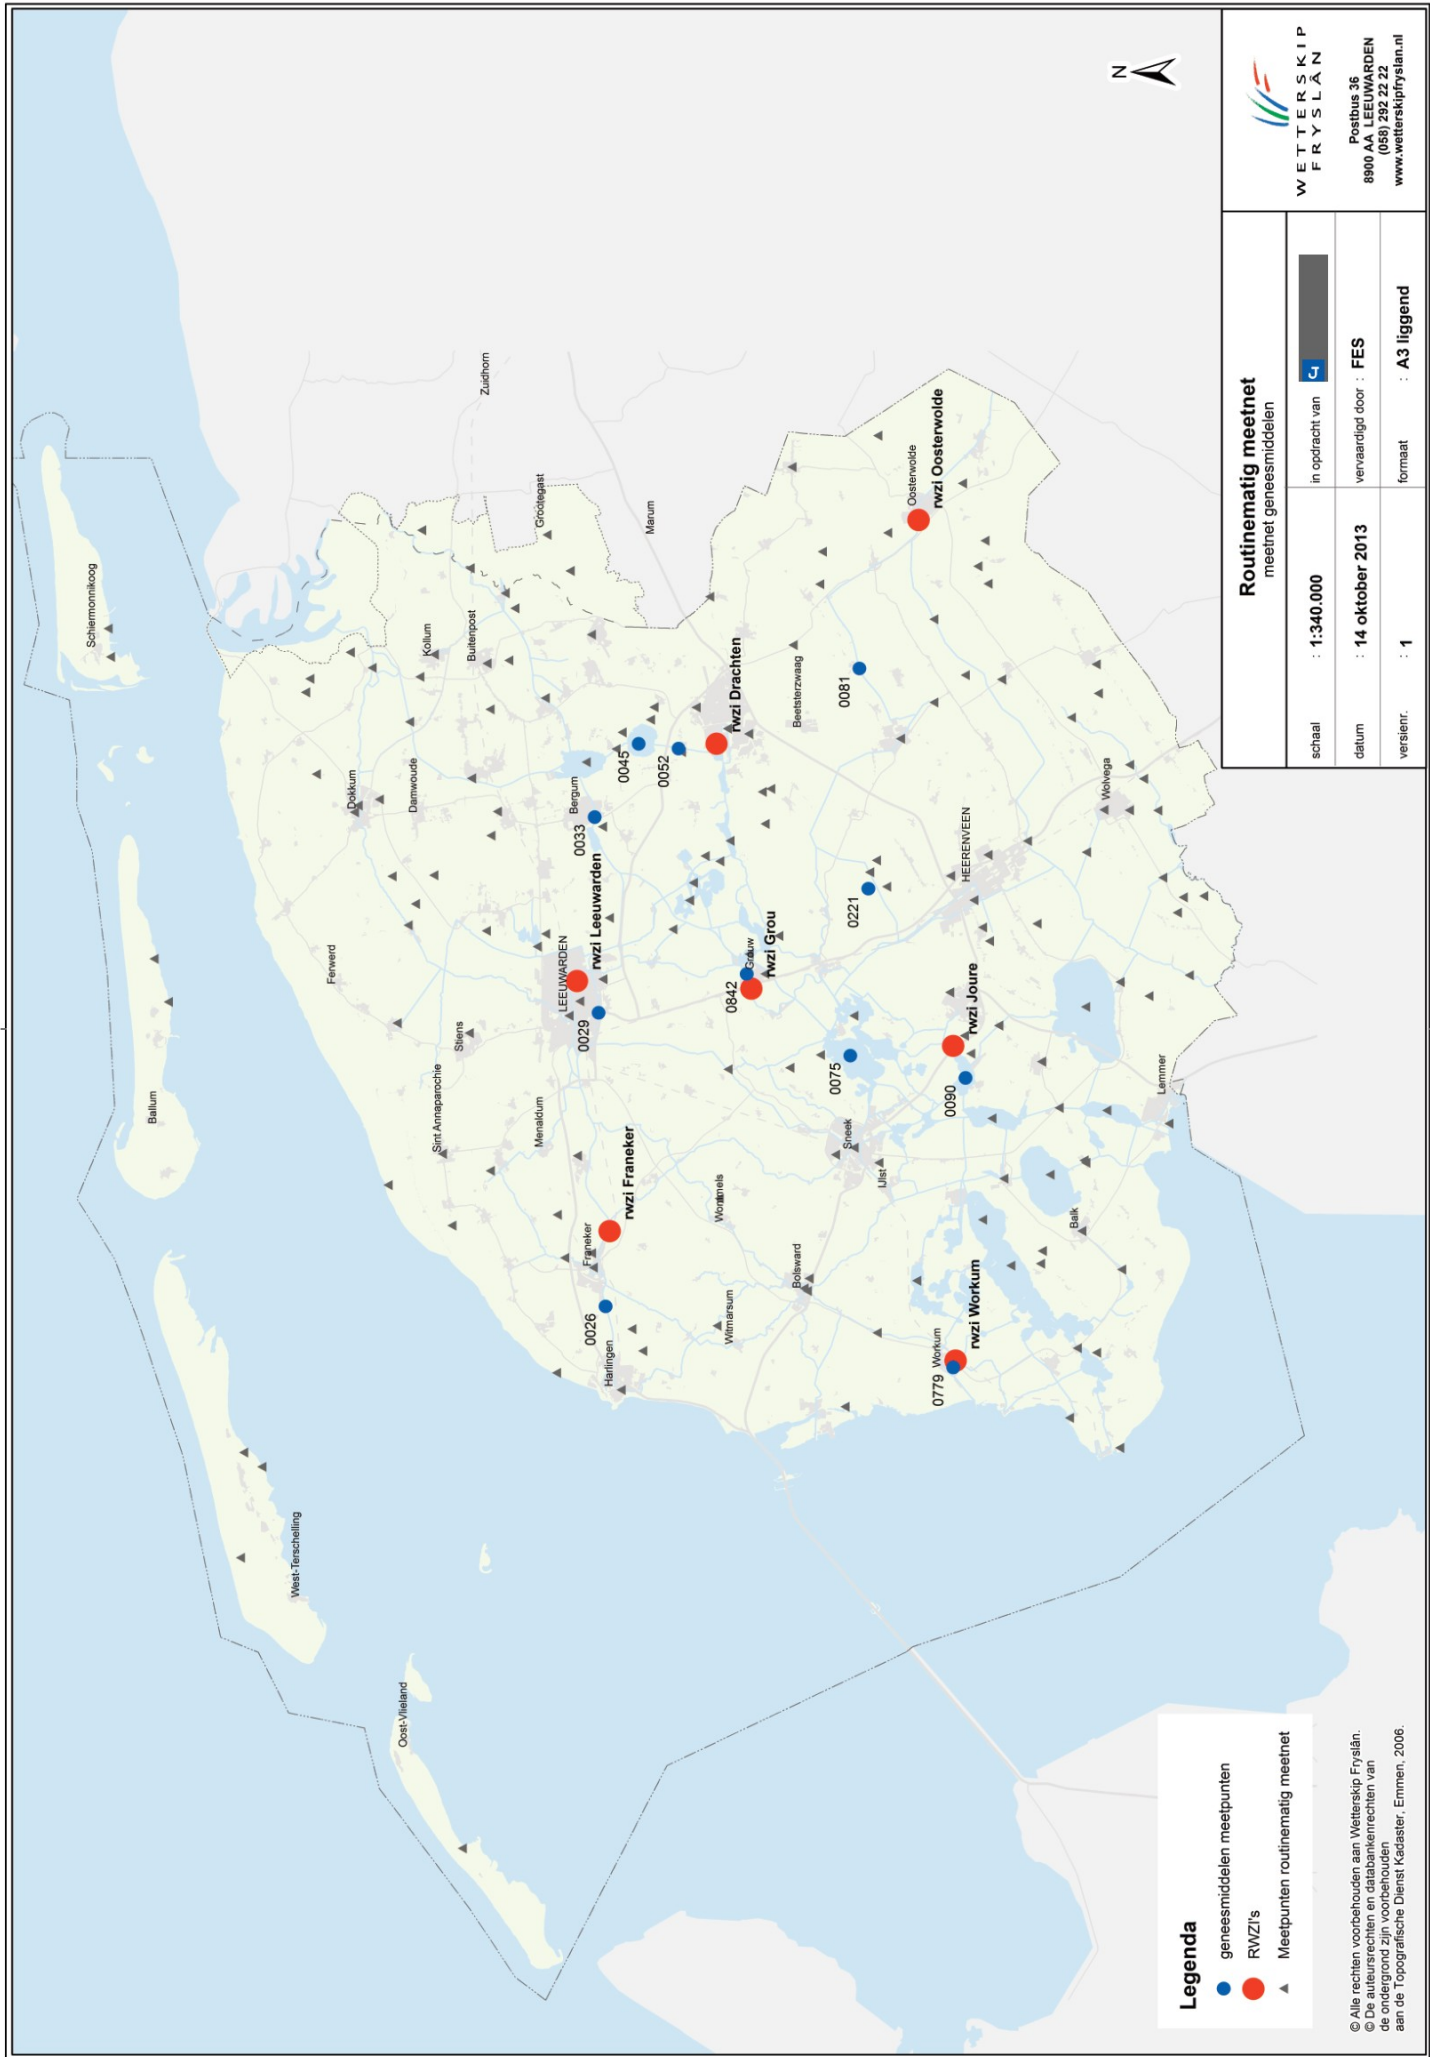 Schiermonnikoog
Ballum
West-Terschelling
Oost-Vlieland
Zuidhorn
Grootegast
Marum
Kollum
Buitenpost
Dokkum
Damwoude
Ferwerd
Stiens
Sint Annaparochie
Menaldum
LEEUWARDEN
rwzi Leeuwarden
0029
Bergum
0033
0045
0052
rwzi Drachten
Beetsterzwaag
0081
Oosterwolde
rwzi Oosterwolde
Franeker
rwzi Franeker
0026
Harlingen
Witmarsum
Bolsward
Grouw
rwzi Grou
0842
0221
0075
Sneek
IJlst
HEERENVEEN
rwzi Joure
0090
Workum
rwzi Workum
0779
Balk
Lemmer
Wolvega
N
Legenda
geneesmiddelen meetpunten
RWZI's
Meetpunten routinematig meetnet
© Alle rechten voorbehouden aan Wetterskip Fryslân.
© De auteursrechten en databankenrechten van
de ondergrond zijn voorbehouden
aan de Topografische Dienst Kadaster, Emmen, 2006.
Routinematig meetnet
meetnet geneesmiddelen
schaal : 1:340.000
in opdracht van
datum : 14 oktober 2013
vervaardigd door : FES
versienr. : 1
formaat : A3 liggend
WETTERSKIP
FRYSLÂN
Postbus 36
8900 AA LEEUWARDEN
(058) 292 22 22
www.wetterskipfryslan.nl